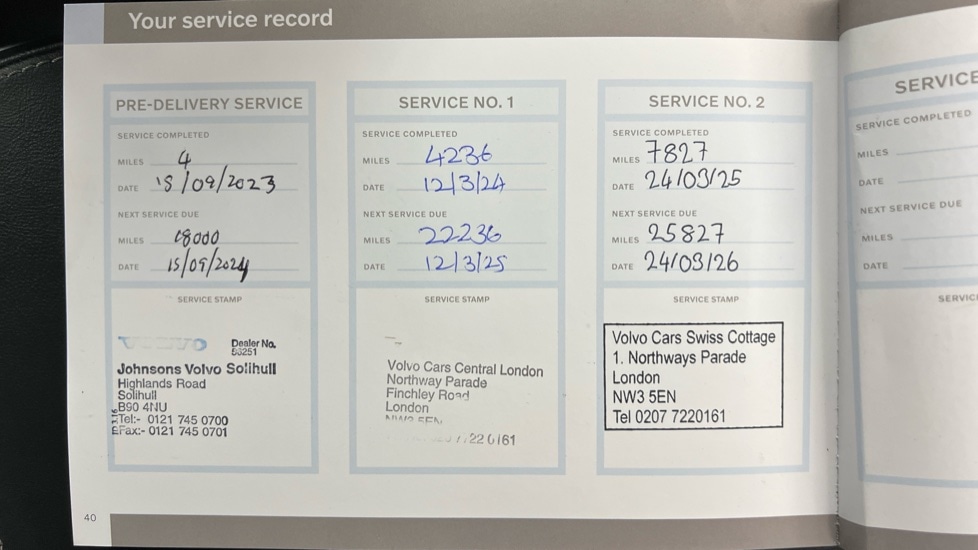 Your service record
PRE-DELIVERY SERVICE
SERVICE COMPLETED
MILES 4
DATE 15/09/2023
NEXT SERVICE DUE
MILES 18000
DATE 15/09/2024
SERVICE STAMP
VOLVO
Dealer No.
Johnsons Volvo Solihull
Highlands Road
Solihull
B90 4NU
Tel:- 0121 745 0700
Fax:- 0121 745 0701
SERVICE NO. 1
SERVICE COMPLETED
MILES 4236
DATE 12/3/24
NEXT SERVICE DUE
MILES 22236
DATE 12/3/25
SERVICE STAMP
Volvo Cars Central London
Northway Parade
Finchley Road
London
NW3 5EN
SERVICE NO. 2
SERVICE COMPLETED
MILES 7827
DATE 24/03/25
NEXT SERVICE DUE
MILES 25827
DATE 24/03/26
SERVICE STAMP
Volvo Cars Swiss Cottage
1. Northways Parade
London
NW3 5EN
Tel 0207 7220161
SERVICE
SERVICE COMPLETED
MILES
DATE
NEXT SERVICE DUE
MILES
DATE
SERVIC
40